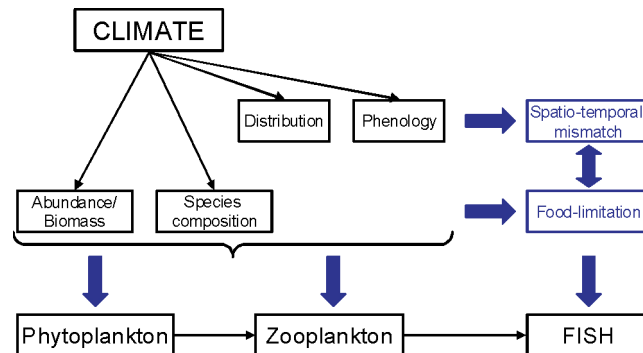 CLIMATE
Distribution
Phenology
Spatio-temporal
mismatch
Abundance/
Biomass
Species
composition
Food-limitation
Phytoplankton
Zooplankton
FISH